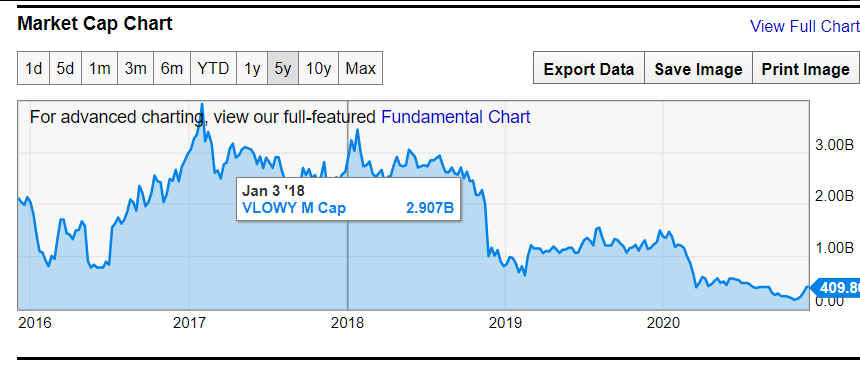 Market Cap Chart
View Full Chart
1d 5d 1m 3m 6m YTD 1y 5y 10y Max
Export Data Save Image Print Image
For advanced charting, view our full-featured Fundamental Chart
3.00B
Jan 3 '18
VLOWY M Cap 2.907B
2.00B
1.00B
409.8
0.00
2016 2017 2018 2019 2020